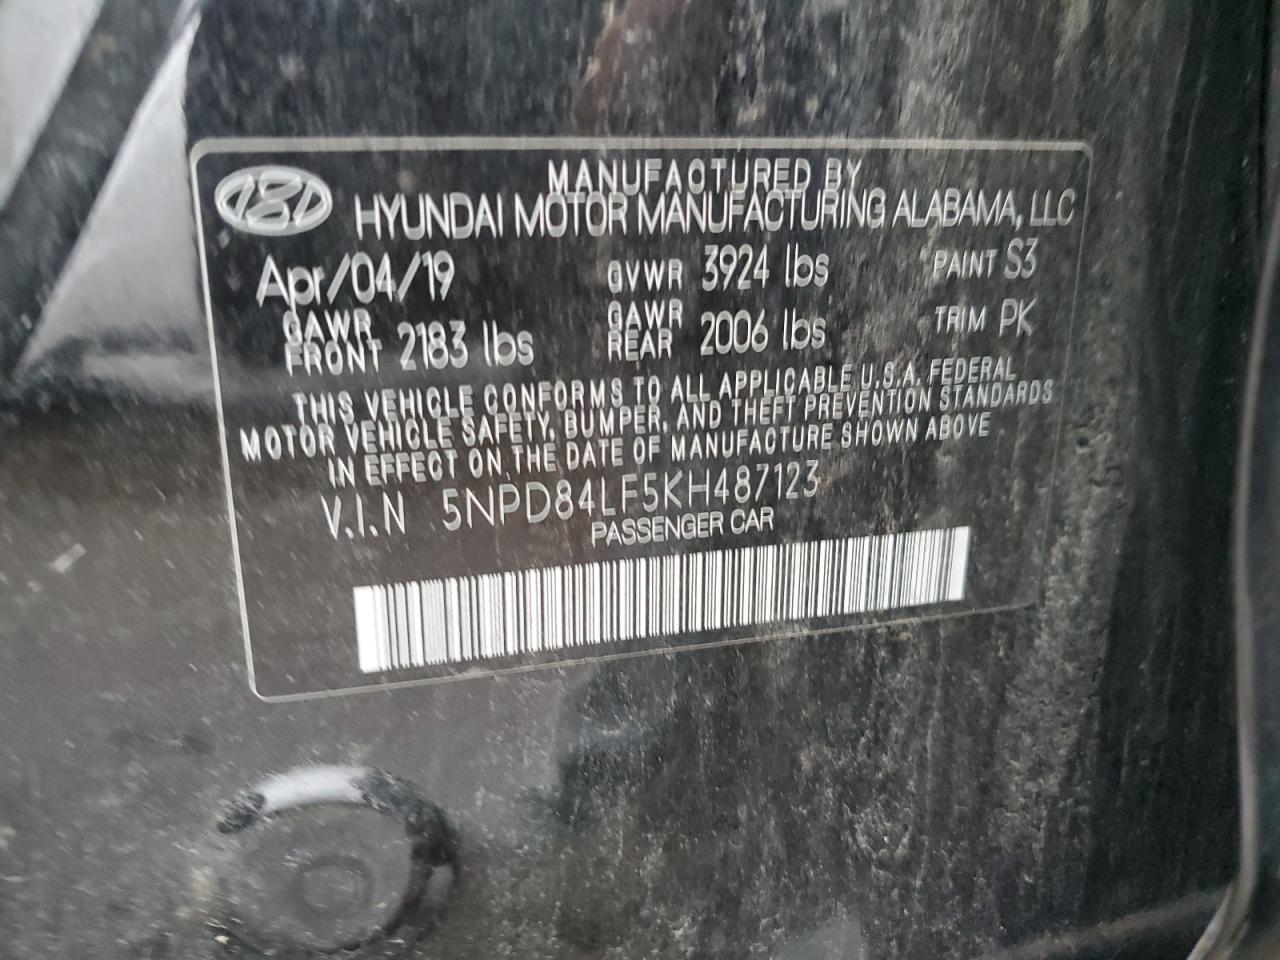 MANUFACTURED BY
HYUNDAI MOTOR MANUFACTURING ALABAMA, LLC
Apr/04/19 GVWR 3924 lbs PAINT S3
GAWR FRONT 2183 lbs GAWR REAR 2006 lbs TRIM PK
THIS VEHICLE CONFORMS TO ALL APPLICABLE U.S.A. FEDERAL
MOTOR VEHICLE SAFETY, BUMPER, AND THEFT PREVENTION STANDARDS
IN EFFECT ON THE DATE OF MANUFACTURE SHOWN ABOVE
V.I.N 5NPD84LF5KH487123
PASSENGER CAR